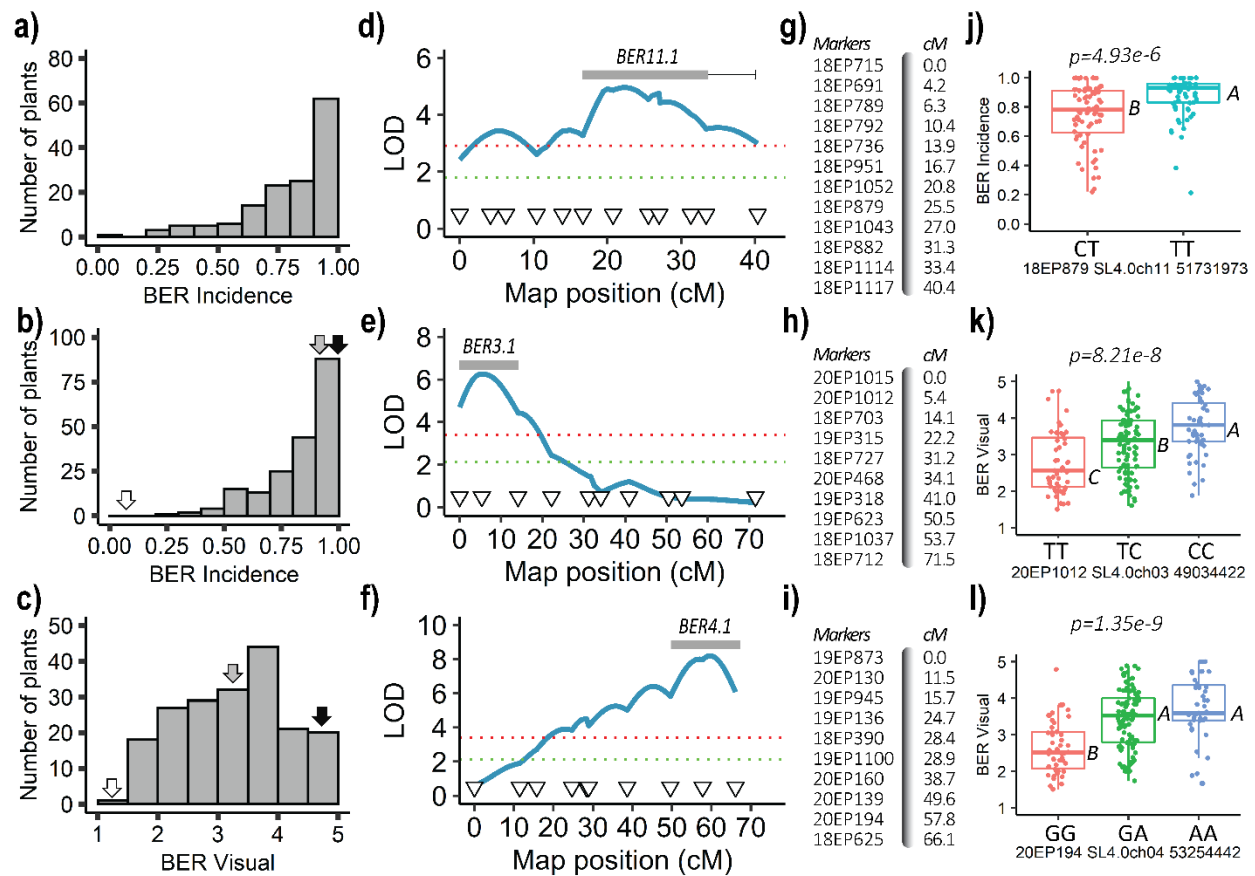 a)
80
60
40
20
0
Number of plants
0.00 0.25 0.50 0.75 1.00
BER Incidence
b)
100
75
50
25
0
Number of plants
0.00 0.25 0.50 0.75 1.00
BER Incidence
c)
50
40
30
20
10
0
Number of plants
1 2 3 4 5
BER Visual
d)
BER11.1
6
4
2
0
LOD
0 10 20 30 40
Map position (cM)
e)
BER3.1
8
6
4
2
0
LOD
0 10 20 30 40 50 60 70
Map position (cM)
f)
BER4.1
10
8
6
4
2
0
LOD
0 10 20 30 40 50 60 70
Map position (cM)
g)
Markers cM
18EP715 0.0
18EP691 4.2
18EP789 6.3
18EP792 10.4
18EP736 13.9
18EP951 16.7
18EP1052 20.8
18EP879 25.5
18EP1043 27.0
18EP882 31.3
18EP1114 33.4
18EP1117 40.4
h)
Markers cM
20EP1015 0.0
20EP1012 5.4
18EP703 14.1
19EP315 22.2
18EP727 31.2
20EP468 34.1
19EP318 41.0
19EP623 50.5
18EP1037 53.7
18EP712 71.5
i)
Markers cM
19EP873 0.0
20EP130 11.5
19EP945 15.7
19EP136 24.7
18EP390 28.4
19EP1100 28.9
20EP160 38.7
20EP139 49.6
20EP194 57.8
18EP625 66.1
j)
p=4.93e-6
1.0
0.8
0.6
0.4
0.2
0.0
BER Incidence
B
A
CT TT
18EP879 SL4.0ch11 51731973
k)
p=8.21e-8
5
4
3
2
1
BER Visual
C
B
A
TT TC CC
20EP1012 SL4.0ch03 49034422
l)
p=1.35e-9
5
4
3
2
1
BER Visual
B
A
A
GG GA AA
20EP194 SL4.0ch04 53254442